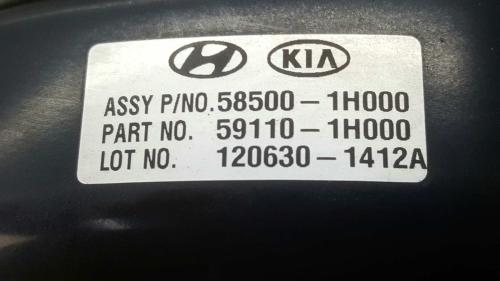 KIA
ASSY P/NO. 58500-1H000
PART NO. 59110-1H000
LOT NO. 120630-1412A